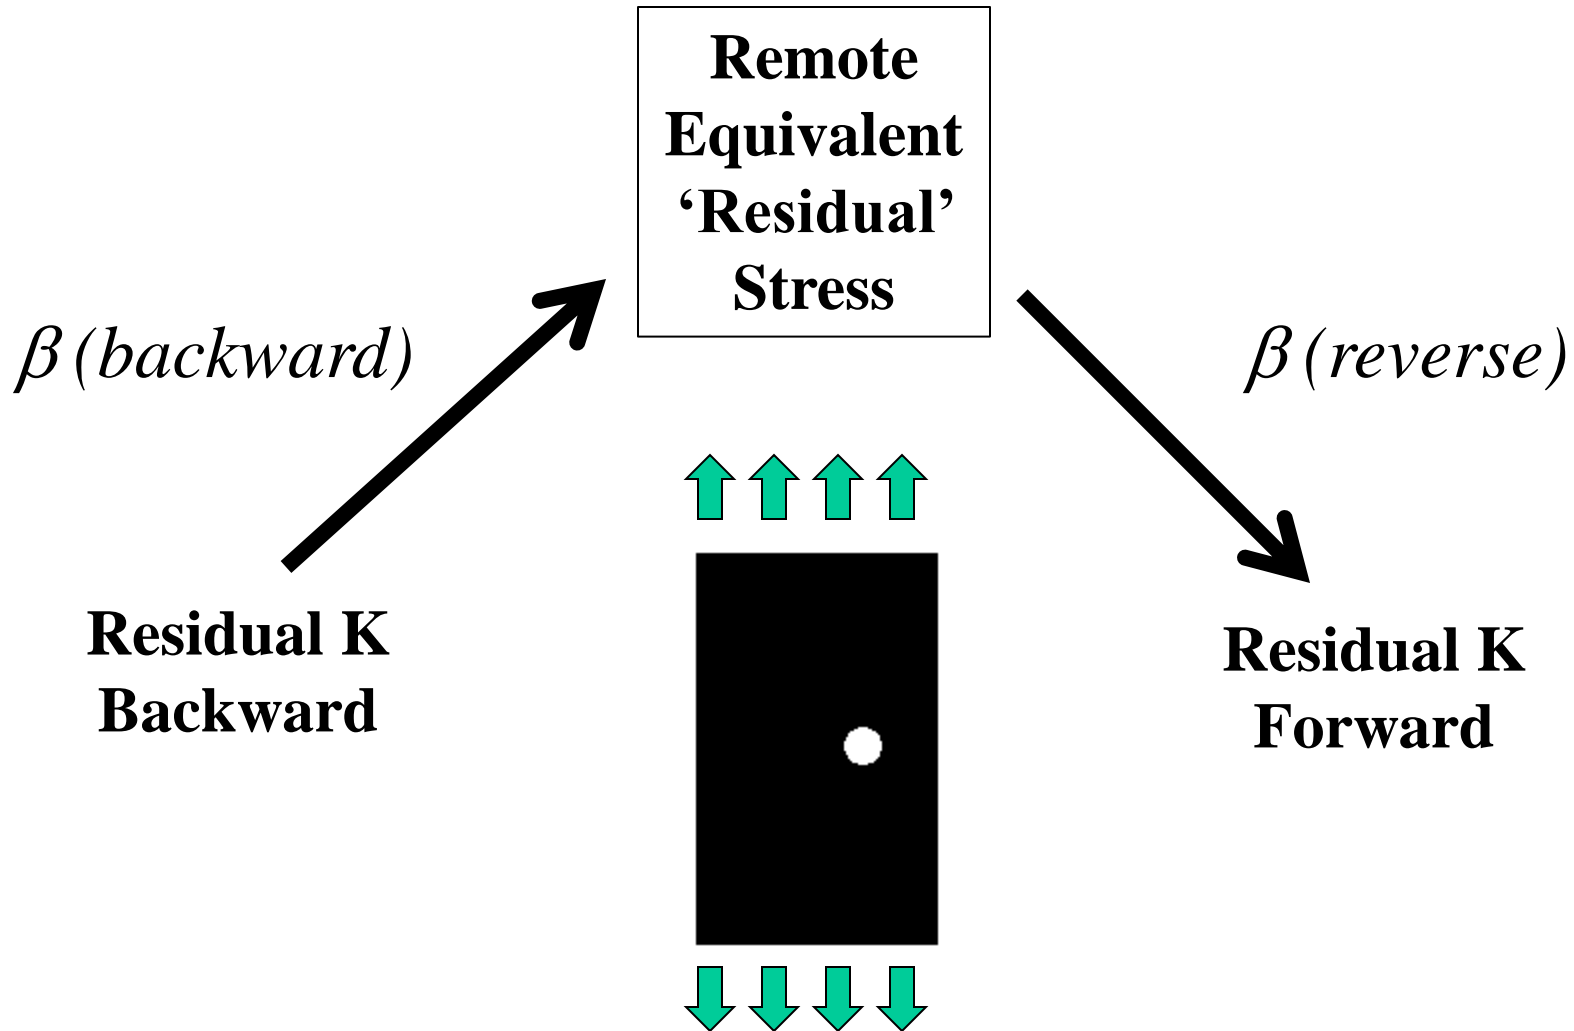 Remote
Equivalent
‘Residual’
Stress
β (backward)
β (reverse)
Residual K
Backward
Residual K
Forward